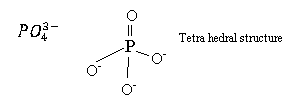 PO₄³⁻
O
P
O⁻ O⁻
O⁻
Tetra hedral structure